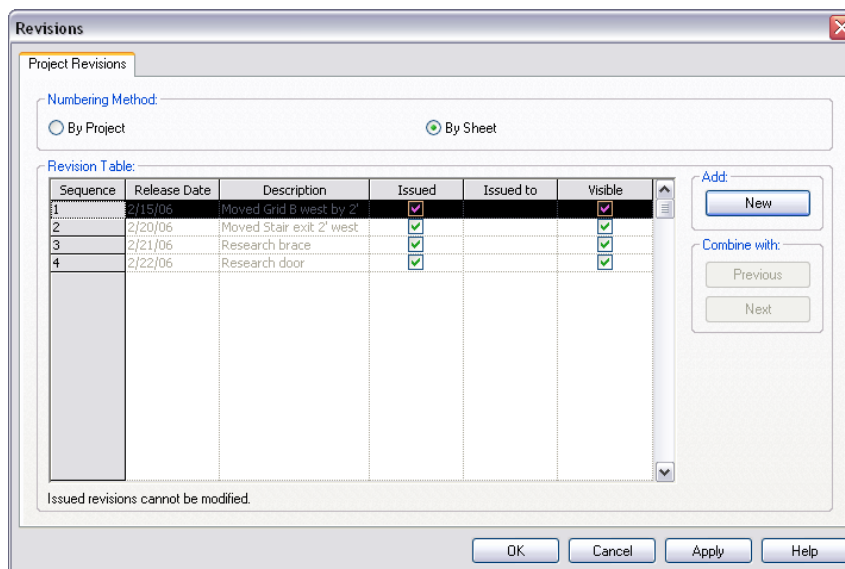 Revisions
Project Revisions
Numbering Method:
By Project By Sheet
Revision Table:
Sequence Release Date Description Issued Issued to Visible
1 2/15/06 Moved Grid B west by 2'
2 2/20/06 Moved Stair exit 2' west
3 2/21/06 Research brace
4 2/22/06 Research door
Add:
New
Combine with:
Previous
Next
Issued revisions cannot be modified.
OK Cancel Apply Help